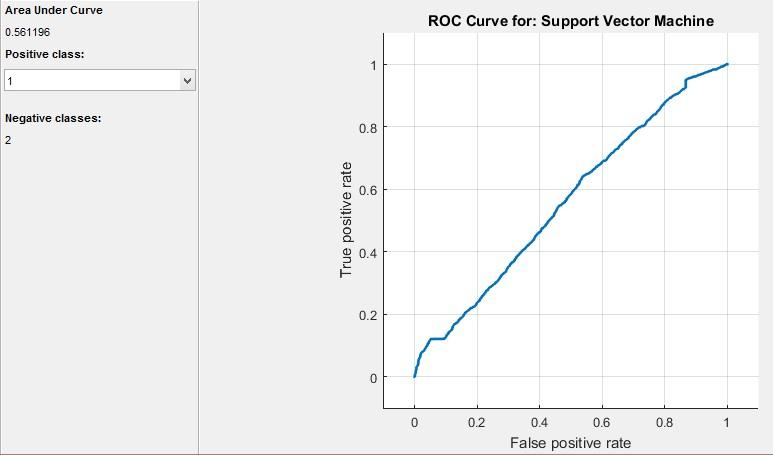 Area Under Curve
0.561196
Positive class:
1
Negative classes:
2
ROC Curve for: Support Vector Machine
True positive rate
1
0.8
0.6
0.4
0.2
0
0 0.2 0.4 0.6 0.8 1
False positive rate